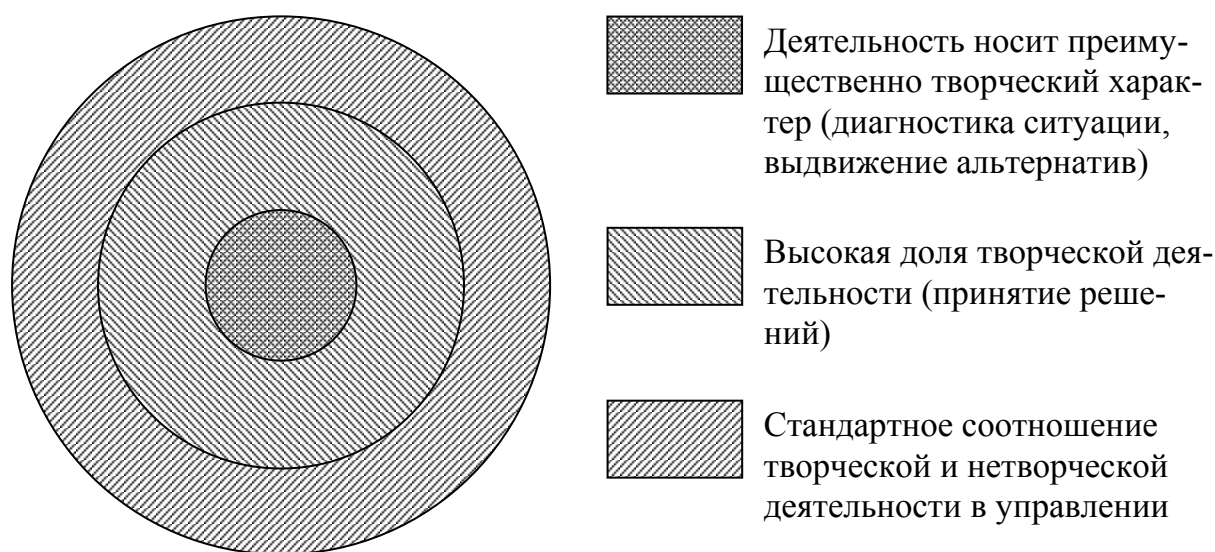 Деятельность носит преиму-
щественно творческий харак-
тер (диагностика ситуации,
выдвижение альтернатив)
Высокая доля творческой дея-
тельности (принятие реше-
ний)
Стандартное соотношение
творческой и нетворческой
деятельности в управлении